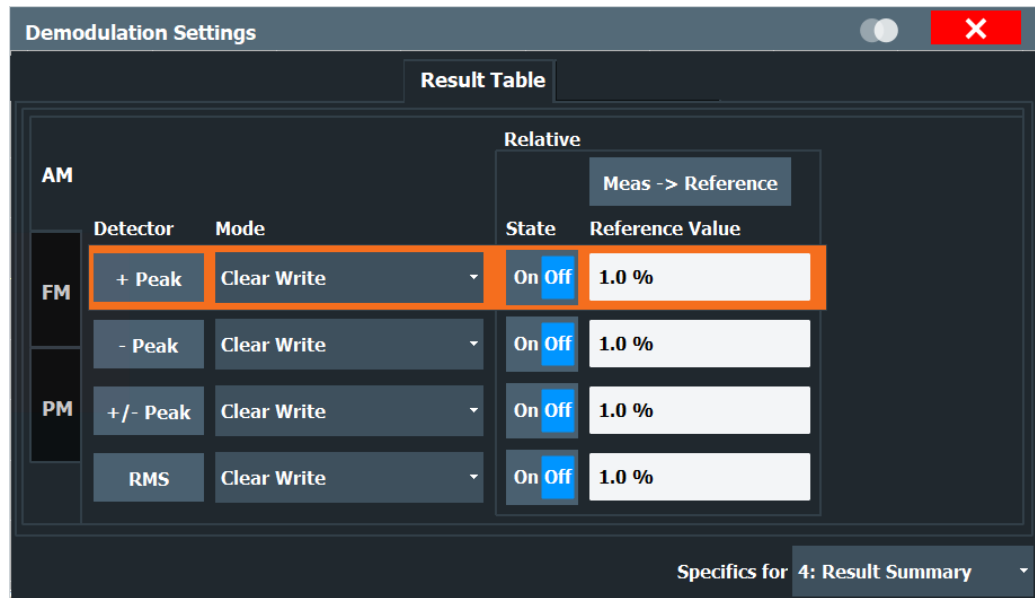 Demodulation Settings
Result Table
Relative
AM
Meas -> Reference
Detector Mode State Reference Value
FM
+ Peak Clear Write On Off 1.0 %
- Peak Clear Write On Off 1.0 %
PM
+/- Peak Clear Write On Off 1.0 %
RMS Clear Write On Off 1.0 %
Specifics for 4: Result Summary